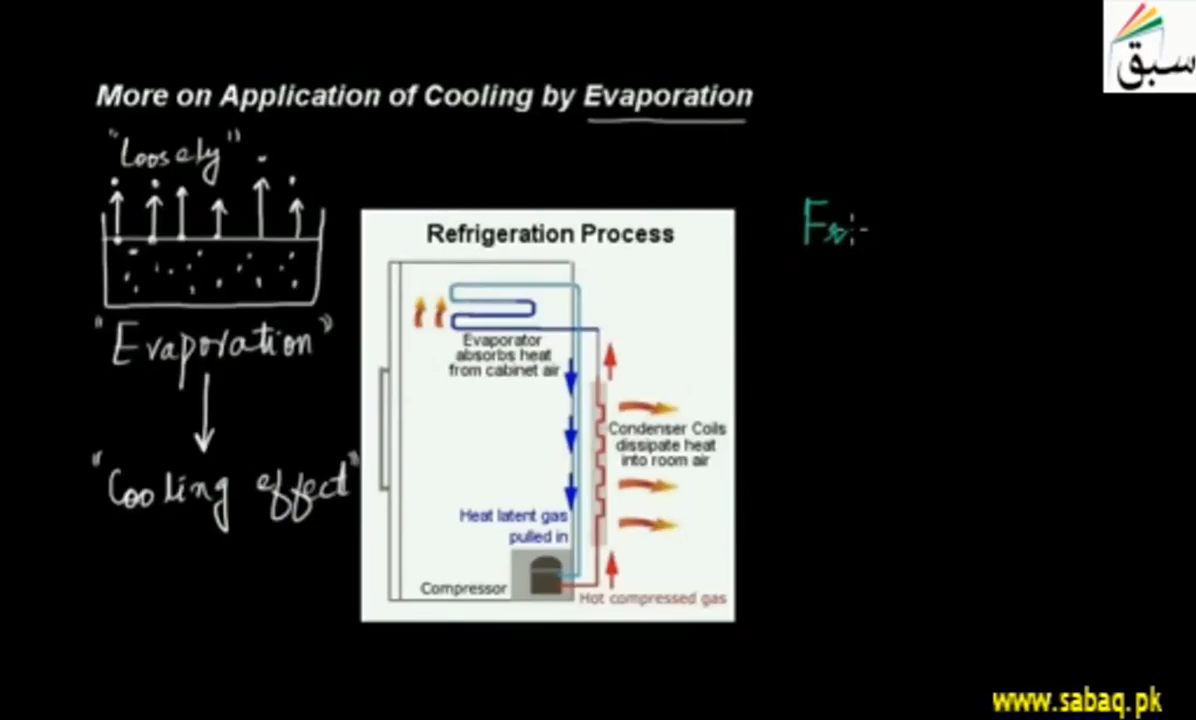 سبق
More on Application of Cooling by Evaporation
"Loosely"
"Evaporation"
"Cooling effect"
Refrigeration Process
Evaporator
absorbs heat
from cabinet air
Condenser Coils
dissipate heat
into room air
Heat latent gas
pulled in
Compressor
Hot compressed gas
www.sabaq.pk